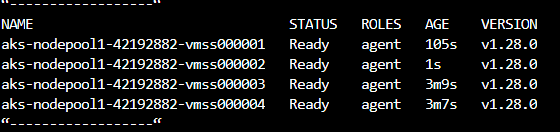 “------------------“
NAME STATUS ROLES AGE VERSION
aks-nodepool1-42192882-vmss000001 Ready agent 105s v1.28.0
aks-nodepool1-42192882-vmss000002 Ready agent 1s v1.28.0
aks-nodepool1-42192882-vmss000003 Ready agent 3m9s v1.28.0
aks-nodepool1-42192882-vmss000004 Ready agent 3m7s v1.28.0
“------------------“